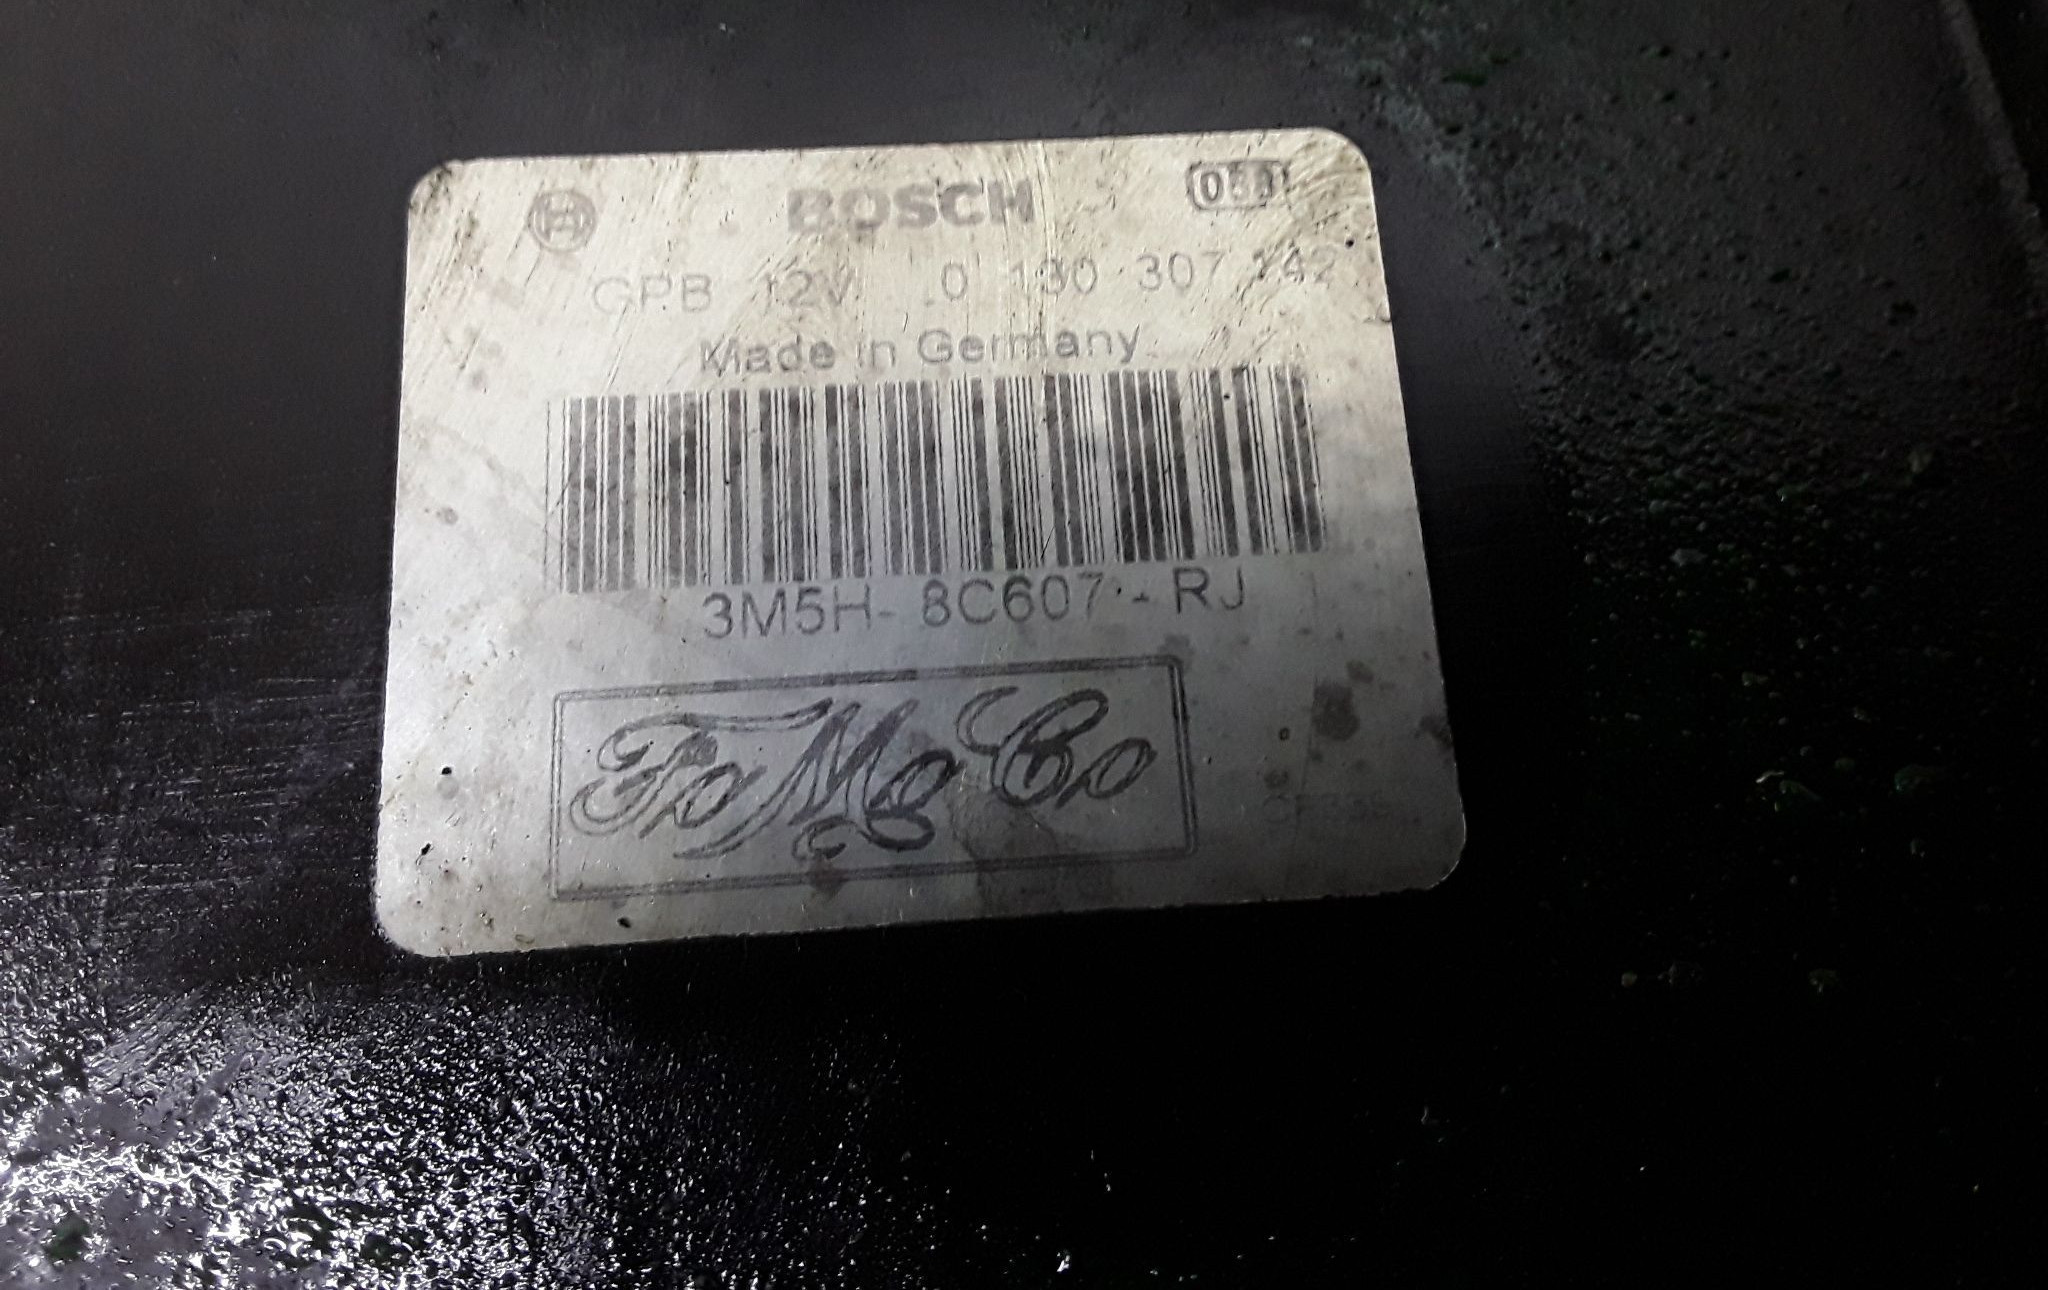 BOSCH
GPB 12V 0 130 307 142
Made in Germany
3M5H-8C607-RJ
FoMoCo